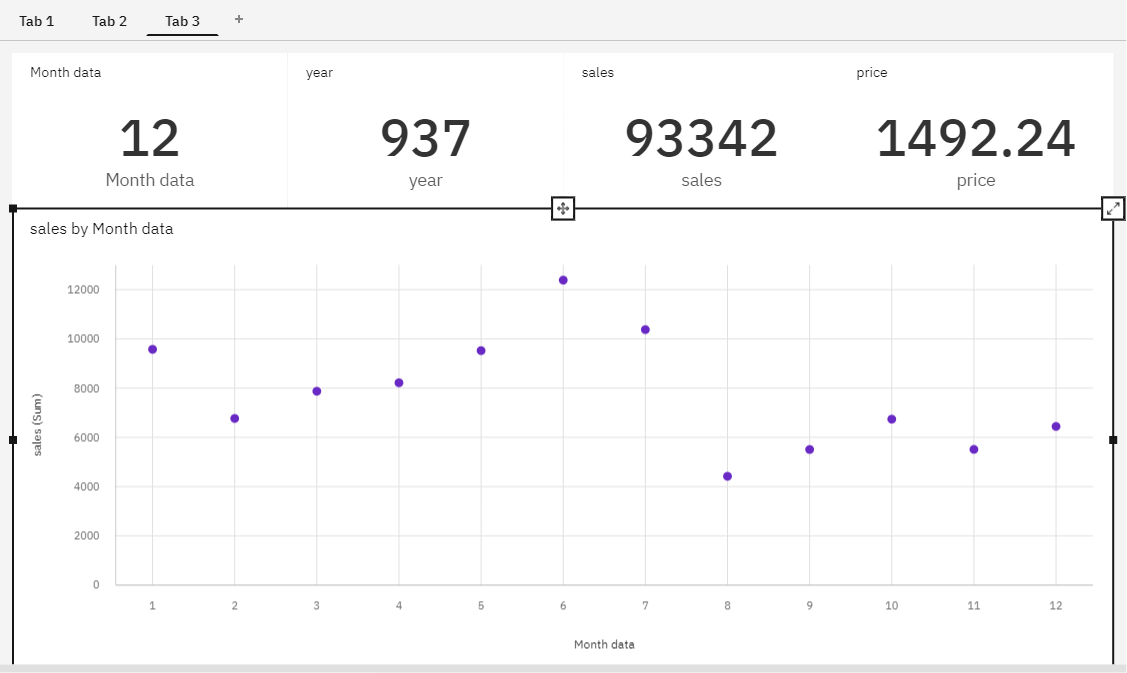 Tab 1 Tab 2 Tab 3 +
Month data year sales price
12 937 93342 1492.24
Month data year sales price
sales by Month data
12000
10000
8000
6000
4000
2000
0
sales (Sum)
1 2 3 4 5 6 7 8 9 10 11 12
Month data